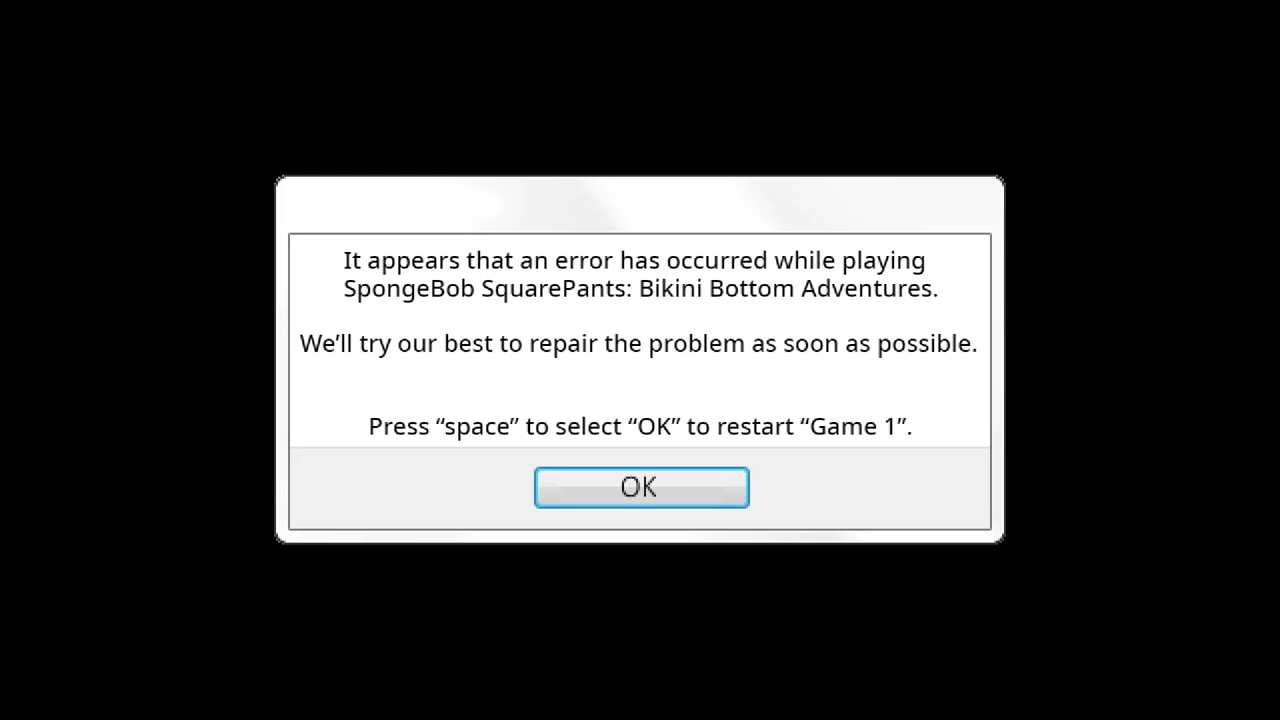 It appears that an error has occurred while playing
SpongeBob SquarePants: Bikini Bottom Adventures.
We’ll try our best to repair the problem as soon as possible.
Press “space” to select “OK” to restart “Game 1”.
OK